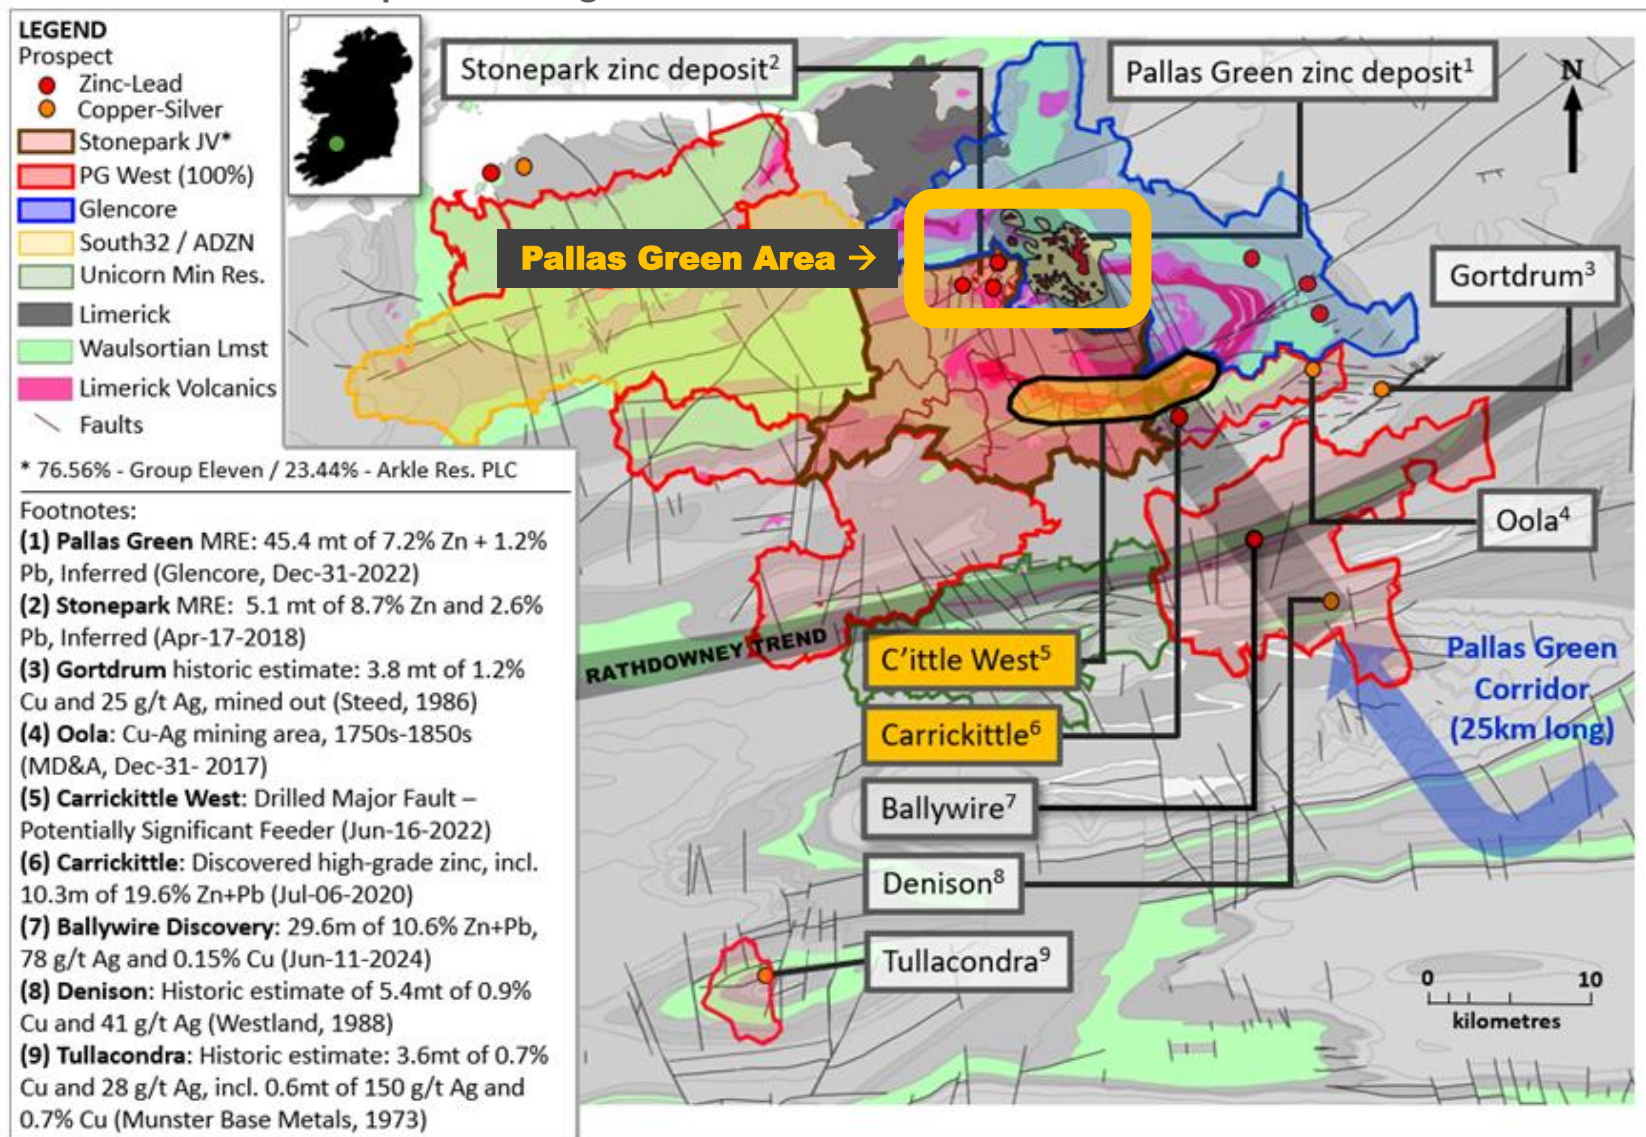 LEGEND
Prospect
Zinc-Lead
Copper-Silver
Stonepark JV*
PG West (100%)
Glencore
South32 / ADZN
Unicorn Min Res.
Limerick
Waulsortian Lmst
Limerick Volcanics
Faults
* 76.56% - Group Eleven / 23.44% - Arkle Res. PLC
Footnotes:
(1) Pallas Green MRE: 45.4 mt of 7.2% Zn + 1.2%
Pb, Inferred (Glencore, Dec-31-2022)
(2) Stonepark MRE: 5.1 mt of 8.7% Zn and 2.6%
Pb, Inferred (Apr-17-2018)
(3) Gortdrum historic estimate: 3.8 mt of 1.2%
Cu and 25 g/t Ag, mined out (Steed, 1986)
(4) Oola: Cu-Ag mining area, 1750s-1850s
(MD&A, Dec-31- 2017)
(5) Carrickittle West: Drilled Major Fault –
Potentially Significant Feeder (Jun-16-2022)
(6) Carrickittle: Discovered high-grade zinc, incl.
10.3m of 19.6% Zn+Pb (Jul-06-2020)
(7) Ballywire Discovery: 29.6m of 10.6% Zn+Pb,
78 g/t Ag and 0.15% Cu (Jun-11-2024)
(8) Denison: Historic estimate of 5.4mt of 0.9%
Cu and 41 g/t Ag (Westland, 1988)
(9) Tullacondra: Historic estimate: 3.6mt of 0.7%
Cu and 28 g/t Ag, incl. 0.6mt of 150 g/t Ag and
0.7% Cu (Munster Base Metals, 1973)
Stonepark zinc deposit²
Pallas Green zinc deposit¹
N
Pallas Green Area →
Gortdrum³
Oola⁴
RATHDOWNEY TREND
C'ittle West⁵
Carrickittle⁶
Ballywire⁷
Denison⁸
Tullacondra⁹
Pallas Green
Corridor
(25km long)
0 10
kilometres